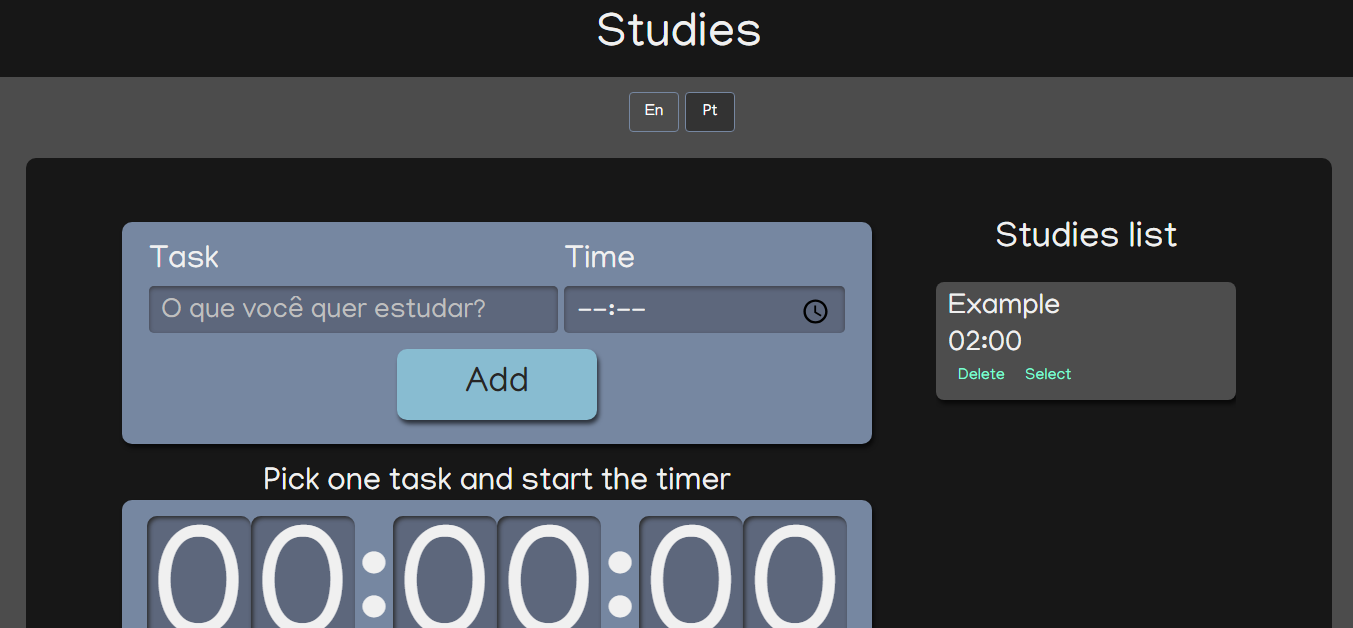 Studies
En Pt
Task Time
O que você quer estudar? --:--
Add
Studies list
Example
02:00
Delete Select
Pick one task and start the timer
00:00:00